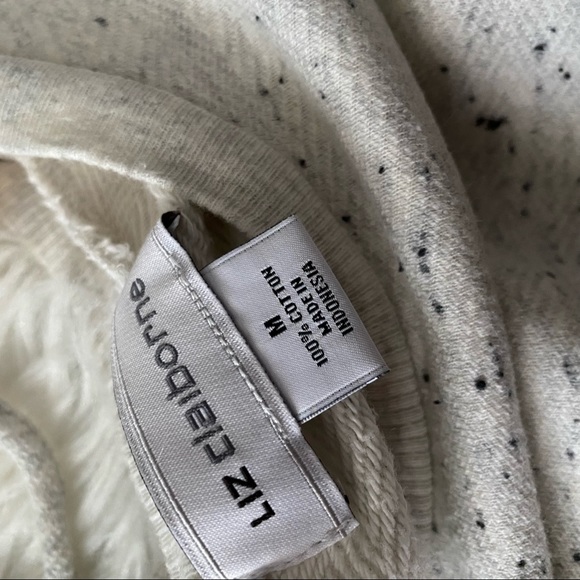 LIZ claiborne
M
100% COTTON
MADE IN
INDONESIA